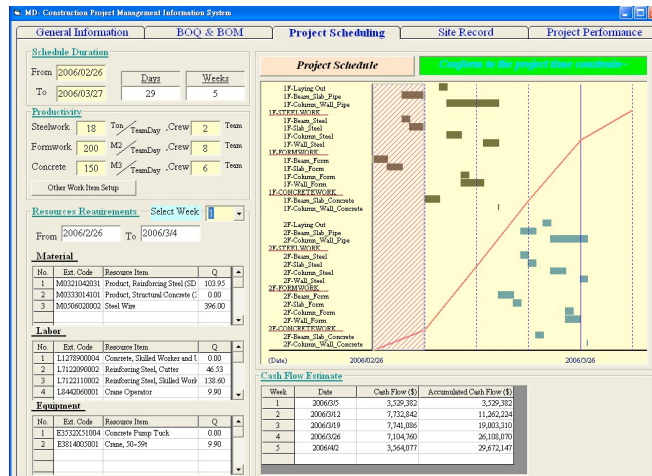 MD- Construction Project Management Information System
General Information
BOQ & BOM
Project Scheduling
Site Record
Project Performance
Schedule Duration
From 2006/02/26
To 2006/03/27
Days
29
Weeks
5
Productivity
Steelwork 18 Ton/TeamDay ,Crew 2 Team
Formwork 200 M2/TeamDay ,Crew 8 Team
Concrete 150 M3/TeamDay ,Crew 6 Team
Other Work Item Setup
Resources Requirements Select Week 1
From 2006/2/26 To 2006/3/4
Material
No. Ext. Code Resource Item Q
1 M0321042031 Product, Reinforcing Steel (SD 103.95
2 M0333014101 Product, Structural Concrete (2 0.00
3 M0506020002 Steel Wire 396.00
Labor
No. Ext. Code Resource Item Q
1 L1278900004 Concrete, Skilled Worker and U 0.00
2 L7122090002 Reinforcing Steel, Cutter 46.53
3 L7122110002 Reinforcing Steel, Skilled Work 138.60
4 L8442060001 Crane Operator 9.90
Equipment
No. Ext. Code Resource Item Q
1 E3532X51004 Concrete Pump Tuck 0.00
2 E3814005001 Crane, 50~59t 9.90
Project Schedule
Conform to the project time constrain~
1F-Laying Out
1F-Beam_Slab_Pipe
1F-Column_Wall_Pipe
1F-STEELWORK
1F-Beam_Steel
1F-Slab_Steel
1F-Column_Steel
1F-Wall_Steel
1F-FORMWORK
1F-Beam_Form
1F-Slab_Form
1F-Column_Form
1F-Wall_Form
1F-CONCRETEWORK
1F-Beam_Slab_Concrete
1F-Column_Wall_Concrete
2F-Laying Out
2F-Beam_Slab_Pipe
2F-Column_Wall_Pipe
2F-STEELWORK
2F-Beam_Steel
2F-Slab_Steel
2F-Column_Steel
2F-Wall_Steel
2F-FORMWORK
2F-Beam_Form
2F-Slab_Form
2F-Column_Form
2F-Wall_Form
2F-CONCRETEWORK
2F-Beam_Slab_Concrete
2F-Column_Wall_Concrete
(Date) 2006/02/26 2006/3/26
Cash Flow Estimate
Week Date Cash Flow ($) Accumulated Cash Flow ($)
1 2006/3/5 3,529,382 3,529,382
2 2006/3/12 7,732,842 11,262,224
3 2006/3/19 7,741,086 19,003,310
4 2006/3/26 7,104,760 26,108,070
5 2006/4/2 3,564,077 29,672,147